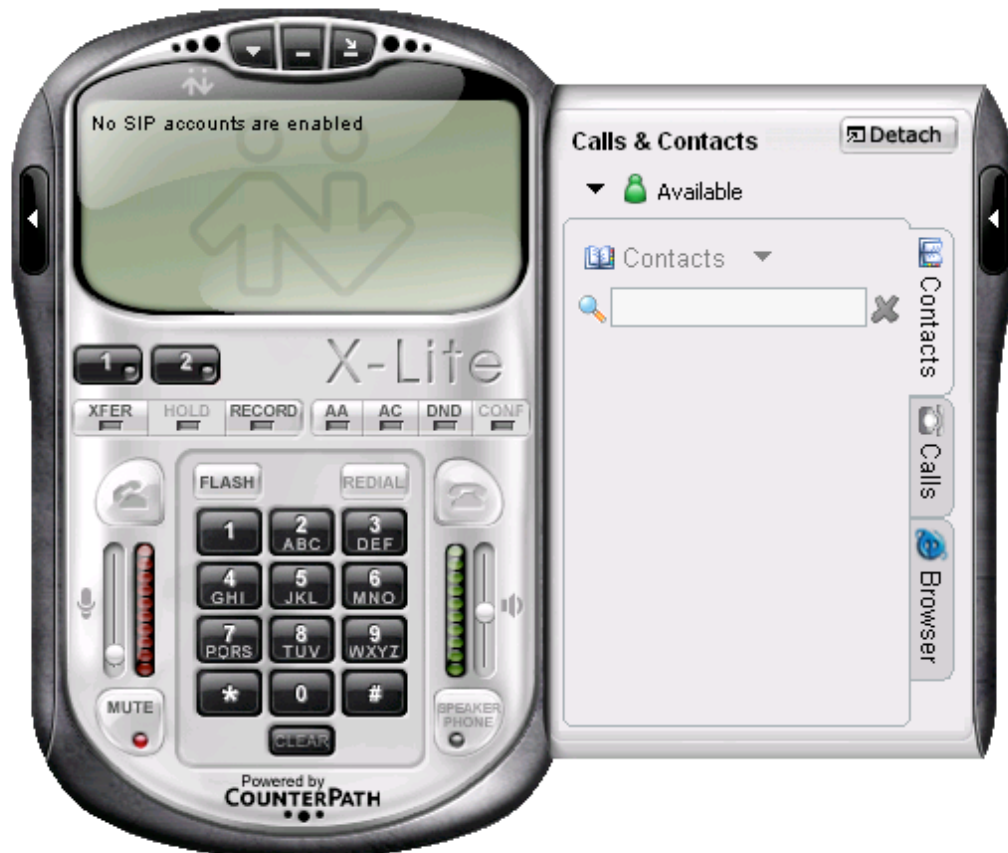 No SIP accounts are enabled
1 2
X-Lite
XFER HOLD RECORD AA AC DND CONF
FLASH REDIAL
1 2 3
ABC DEF
4 5 6
GHI JKL MNO
7 8 9
PQRS TUV WXYZ
* 0 #
MUTE
SPEAKER
PHONE
CLEAR
Powered by
COUNTERPATH
Calls & Contacts
Detach
Available
Contacts
Contacts
Calls
Browser